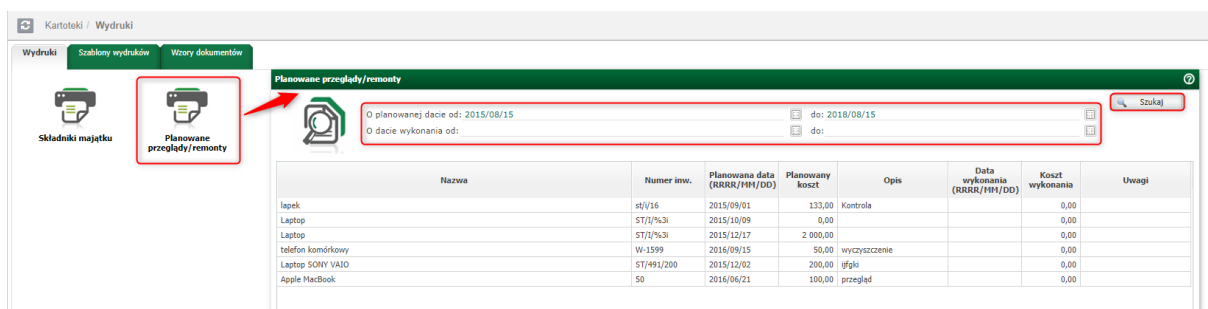 Kartoteki / Wydruki
Wydruki Szablony wydruków Wzory dokumentów
Składniki majątku
Planowane
przeglądy/remonty
Planowane przeglądy/remonty
O planowanej dacie od: 2015/08/15 do: 2018/08/15
O dacie wykonania od: do:
Szukaj
Nazwa Numer inw. Planowana data (RRRR/MM/DD) Planowany koszt Opis Data wykonania (RRRR/MM/DD) Koszt wykonania Uwagi
lapek st/i/16 2015/09/01 133,00 Kontrola 0,00
Laptop ST/I/%3i 2015/10/09 0,00 0,00
Laptop ST/I/%3i 2015/12/17 2 000,00 0,00
telefon komórkowy W-1599 2016/09/15 50,00 wyczyszczenie 0,00
Laptop SONY VAIO ST/491/200 2015/12/02 200,00 ijfgki 0,00
Apple MacBook 50 2016/06/21 100,00 przegląd 0,00